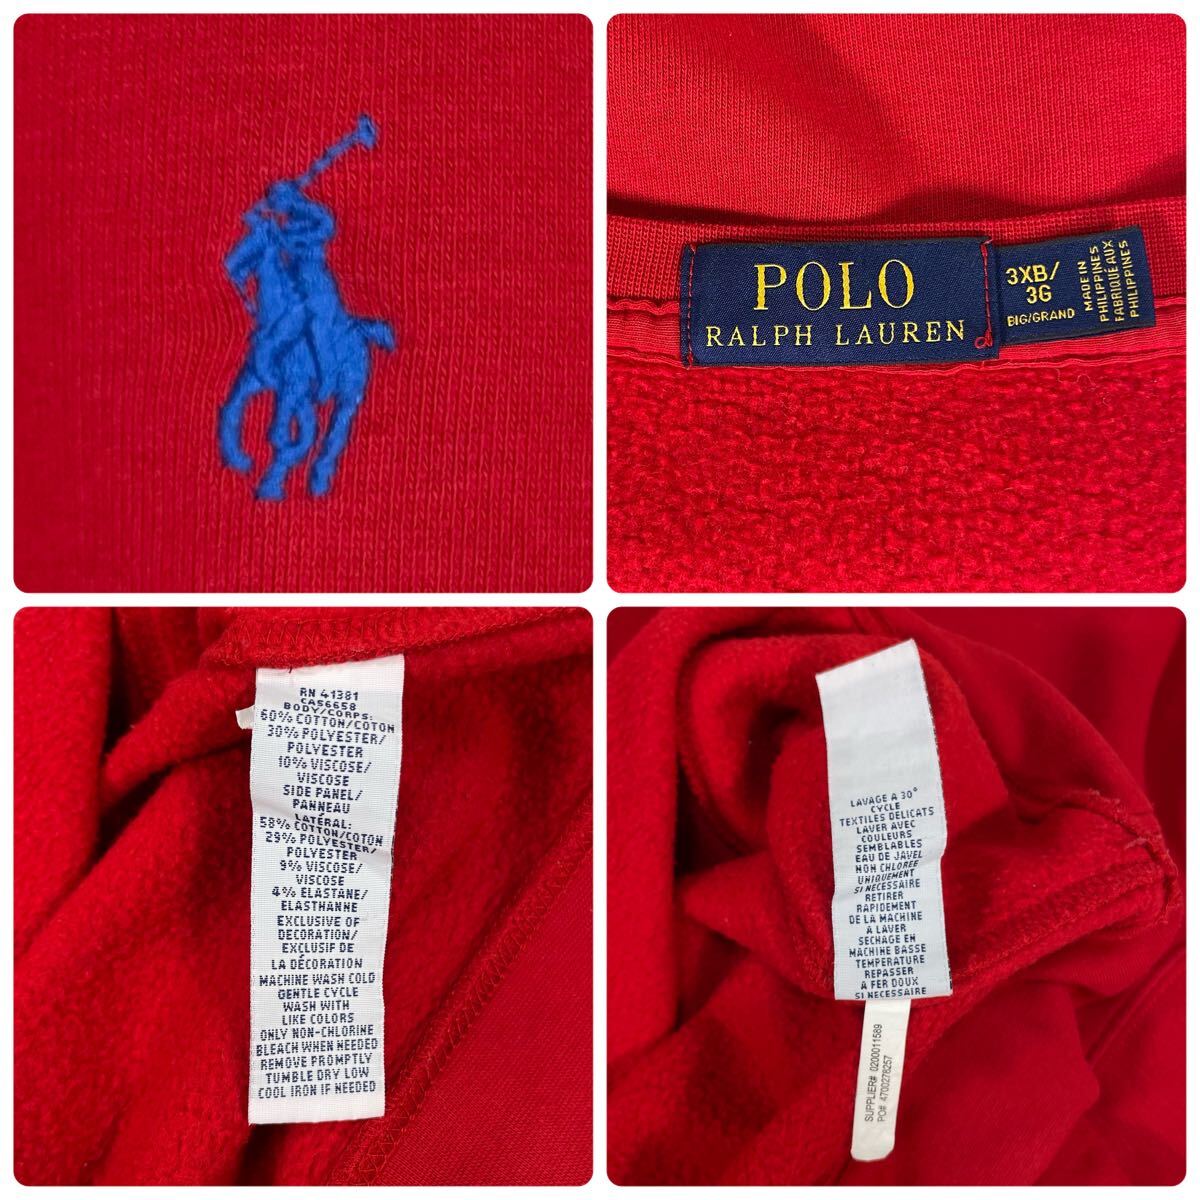 POLO
RALPH LAUREN
3XB/
3G
BIG/GRAND
MADE IN
PHILIPPINES
FABRIQUÉ AUX
PHILIPPINES
RN 41381
CA56658
BODY/CORPS:
60% COTTON/COTON
30% POLYESTER/
POLYESTER
10% VISCOSE/
VISCOSE
SIDE PANEL/
PANNEAU
LATÉRAL:
58% COTTON/COTON
29% POLYESTER/
POLYESTER
9% VISCOSE/
VISCOSE
4% ELASTANE/
ELASTHANNE
EXCLUSIVE OF
DECORATION/
EXCLUSIF DE
LA DÉCORATION
MACHINE WASH COLD
GENTLE CYCLE
WASH WITH
LIKE COLORS
ONLY NON-CHLORINE
BLEACH WHEN NEEDED
REMOVE PROMPTLY
TUMBLE DRY LOW
COOL IRON IF NEEDED
LAVAGE A 30°
CYCLE
TEXTILES DELICATS
LAVER AVEC
COULEURS
SEMBLABLES
EAU DE JAVEL
NON CHLOREE
UNIQUEMENT
SI NECESSAIRE
RETIRER
RAPIDEMENT
DE LA MACHINE
A LAVER
SECHAGE EN
MACHINE BASSE
TEMPERATURE
REPASSER
A FER DOUX
SI NECESSAIRE
SUPPLIER# 0200011589
PO# 4700278257